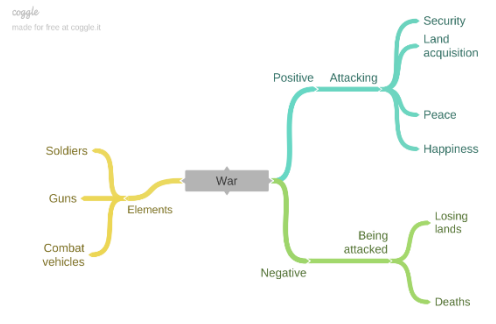 coggle
made for free at coggle.it
Security
Land
acquisition
Positive
Attacking
Peace
Happiness
Soldiers
Guns
Combat
vehicles
Elements
War
Being
attacked
Negative
Losing
lands
Deaths